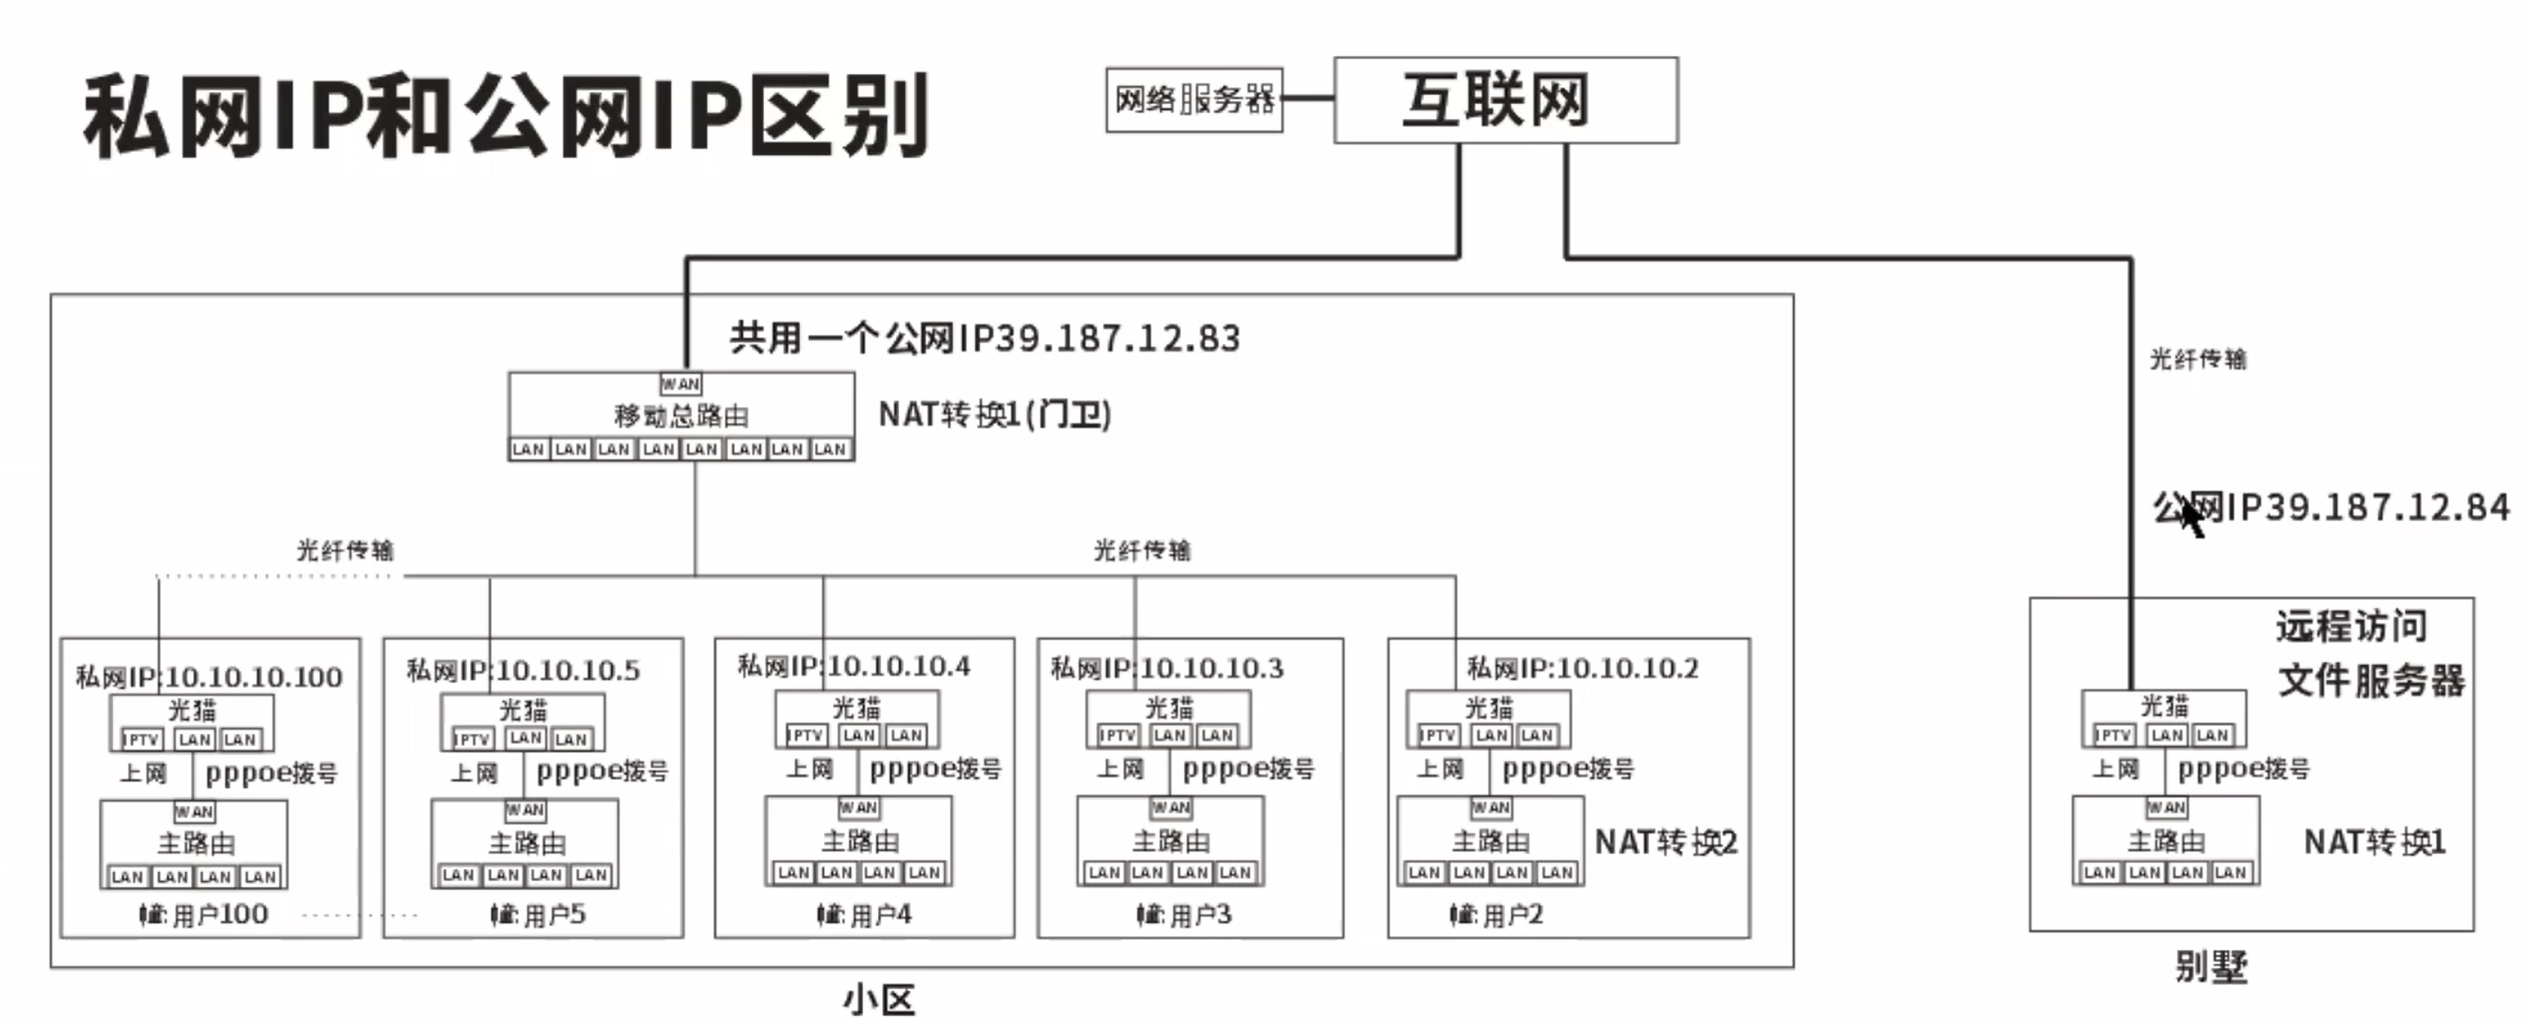 私网IP和公网IP区别
网络服务器
互联网
共用一个公网IP39.187.12.83
WAN
移动总路由
LAN LAN LAN LAN LAN LAN LAN LAN
NAT转换1(门卫)
光纤传输
光纤传输
光纤传输
公网IP39.187.12.84
私网IP:10.10.10.100
光猫
IPTV LAN LAN
上网 pppoe拨号
WAN
主路由
LAN LAN LAN LAN
用户100
私网IP:10.10.10.5
光猫
IPTV LAN LAN
上网 pppoe拨号
WAN
主路由
LAN LAN LAN LAN
用户5
私网IP:10.10.10.4
光猫
IPTV LAN LAN
上网 pppoe拨号
WAN
主路由
LAN LAN LAN LAN
用户4
私网IP:10.10.10.3
光猫
IPTV LAN LAN
上网 pppoe拨号
WAN
主路由
LAN LAN LAN LAN
用户3
私网IP:10.10.10.2
光猫
IPTV LAN LAN
上网 pppoe拨号
WAN
主路由
LAN LAN LAN LAN
NAT转换2
用户2
小区
远程访问
文件服务器
光猫
IPTV LAN LAN
上网 pppoe拨号
WAN
主路由
LAN LAN LAN LAN
NAT转换1
别墅